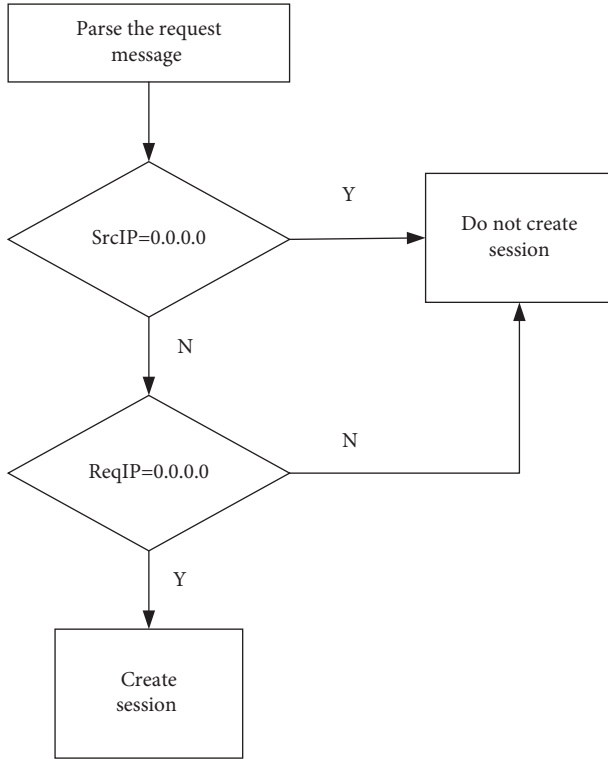 Parse the request
message
SrcIP=0.0.0.0
Y
Do not create
session
N
ReqIP=0.0.0.0
N
Y
Create
session